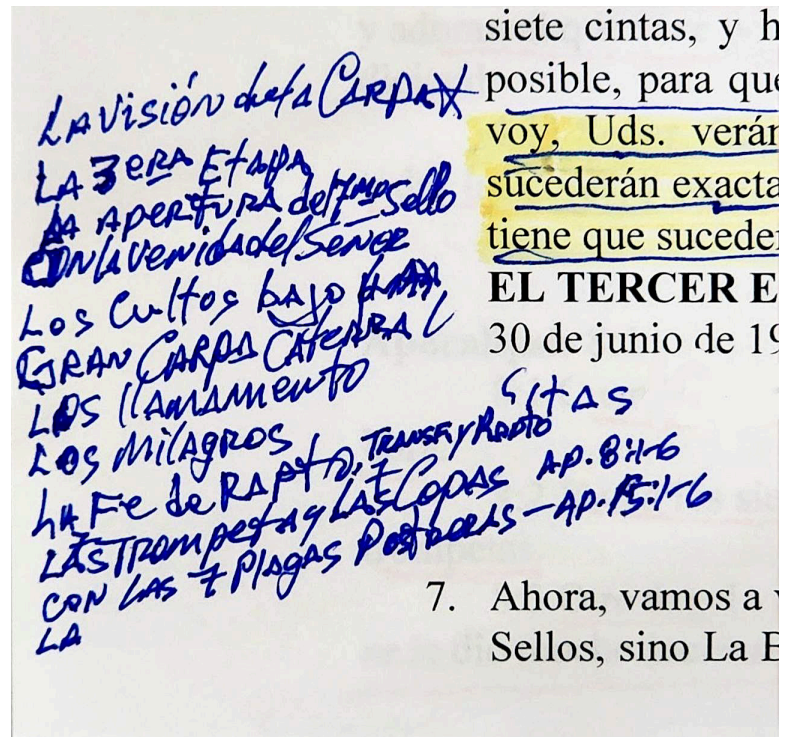 La Visión de la Carpa X
LA 3ERA EtApA
LA Apertura del 7mo Sello
CON la venida del Señor
Los Cultos bajo una
GRAN CARPA CAtedRAL
LOS llAMAMiento
Los MilAgros
LA Fe de RApto, TRANSF. y RApto
Citas
LAS TRompetas y LAS 7 Copas AP. 8:1-6
CON LAS 7 PlAgas PostReRAS - AP. 15:1-6
LA
siete cintas, y h
posible, para que
voy, Uds. verán
sucederán exacta
tiene que suceder
EL TERCER E
30 de junio de 19
7. Ahora, vamos a v
Sellos, sino La B